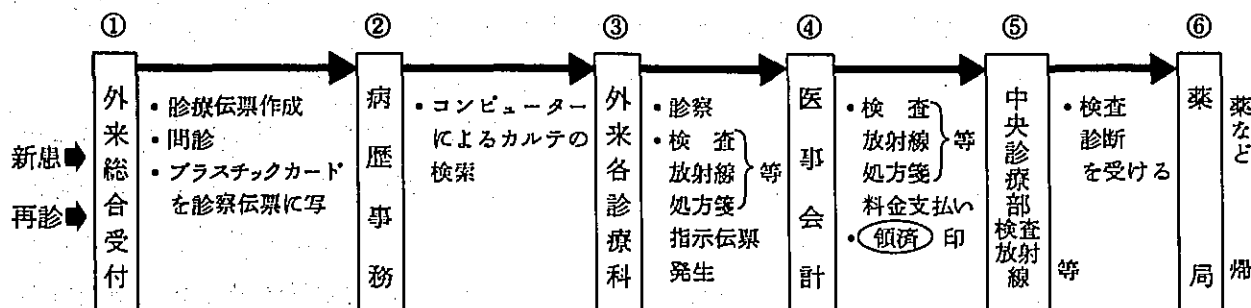 ①
外来総合受付
新患
再診
・診療伝票作成
・問診
・プラスチックカード
を診察伝票に写
②
病歴事務
・コンピューター
によるカルテの
検索
③
外来各診療科
・診察
・検査
放射線
処方箋
等
指示伝票
発生
④
医事会計
・検査
放射線
処方箋
等
料金支払い
・領済 印
⑤
中央診療部
検査
放射線
等
・検査
診断
を受ける
⑥
薬局
薬など
帰